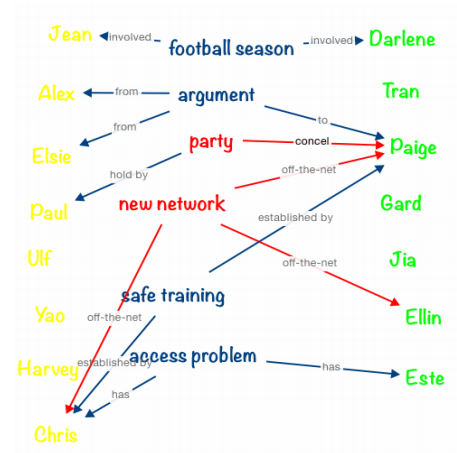 Jean
involved
football season
involved
Darlene
Alex
from
argument
Tran
from
to
Elsie
party
concel
Paige
hold by
off-the-net
Paul
new network
established by
Gard
Ulf
off-the-net
Jia
safe training
Yao
off-the-net
Ellin
Harvey
established by
access problem
has
has
Este
Chris